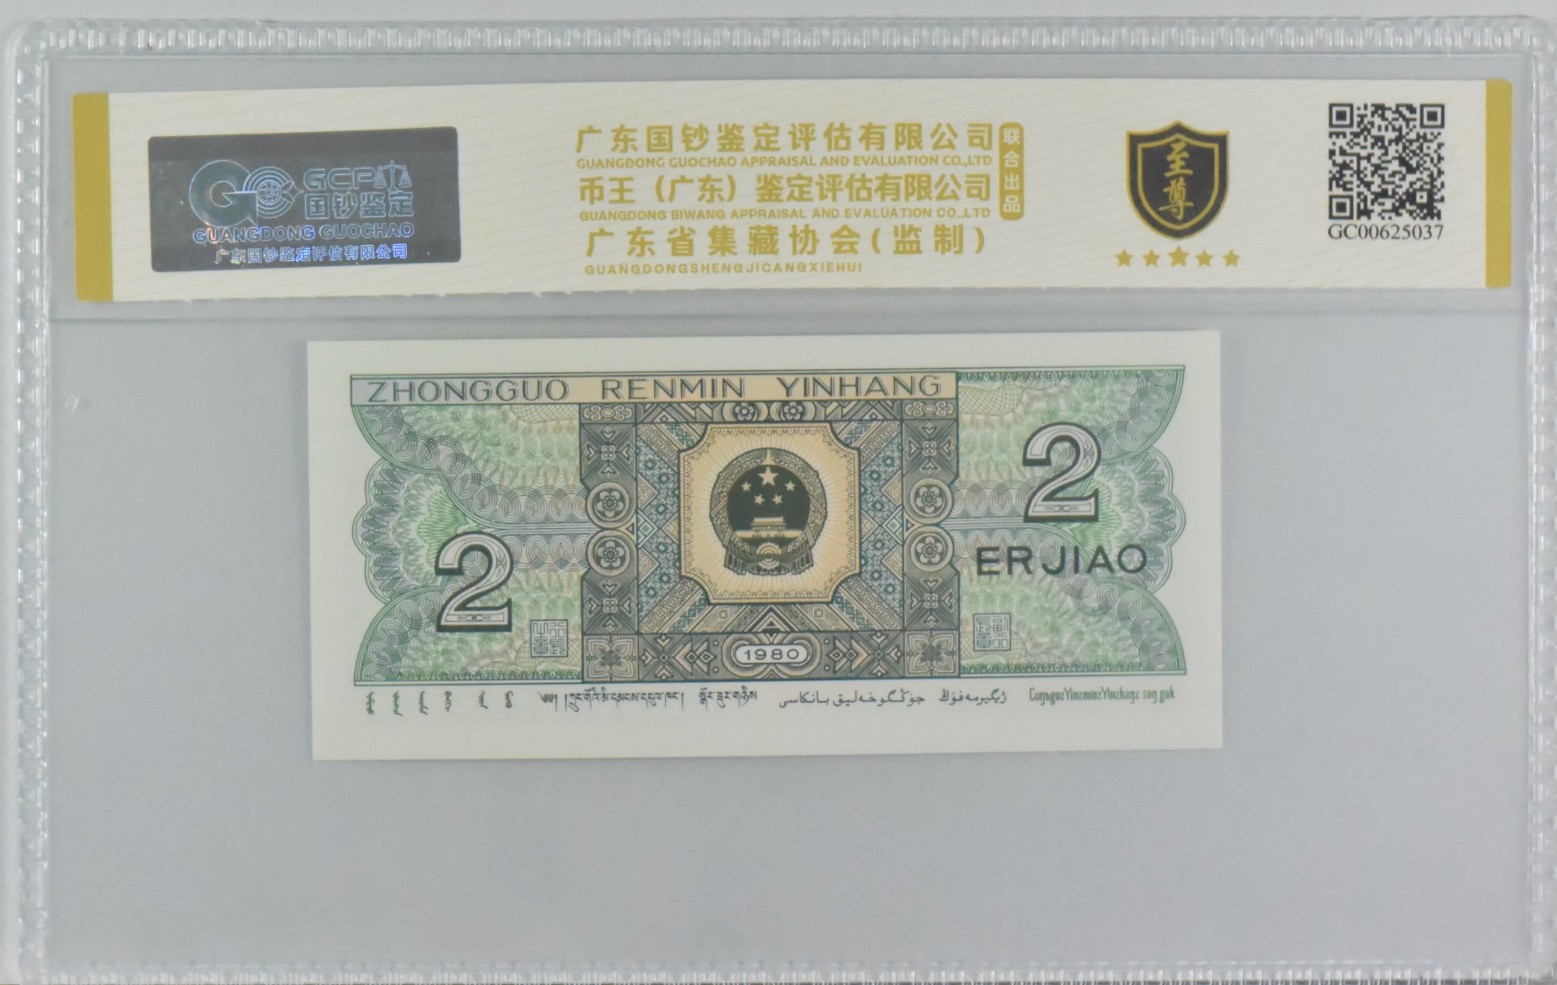 GCP
国钞鉴定
GUANGDONG GUOCHAO
广东国钞鉴定评估有限公司
广东国钞鉴定评估有限公司
GUANGDONG GUOCHAO APPRAISAL AND EVALUATION CO.,LTD
币王（广东）鉴定评估有限公司
GUANGDONG BIWANG APPRAISAL AND EVALUATION CO.,LTD
广东省集藏协会(监制)
GUANGDONGSHENGJICANGXIEHUI
联合出品
至尊
GC00625037
ZHONGGUO RENMIN YINHANG
2
2
ERJIAO
1980
جۇڭگو خەلىق بانكاسى